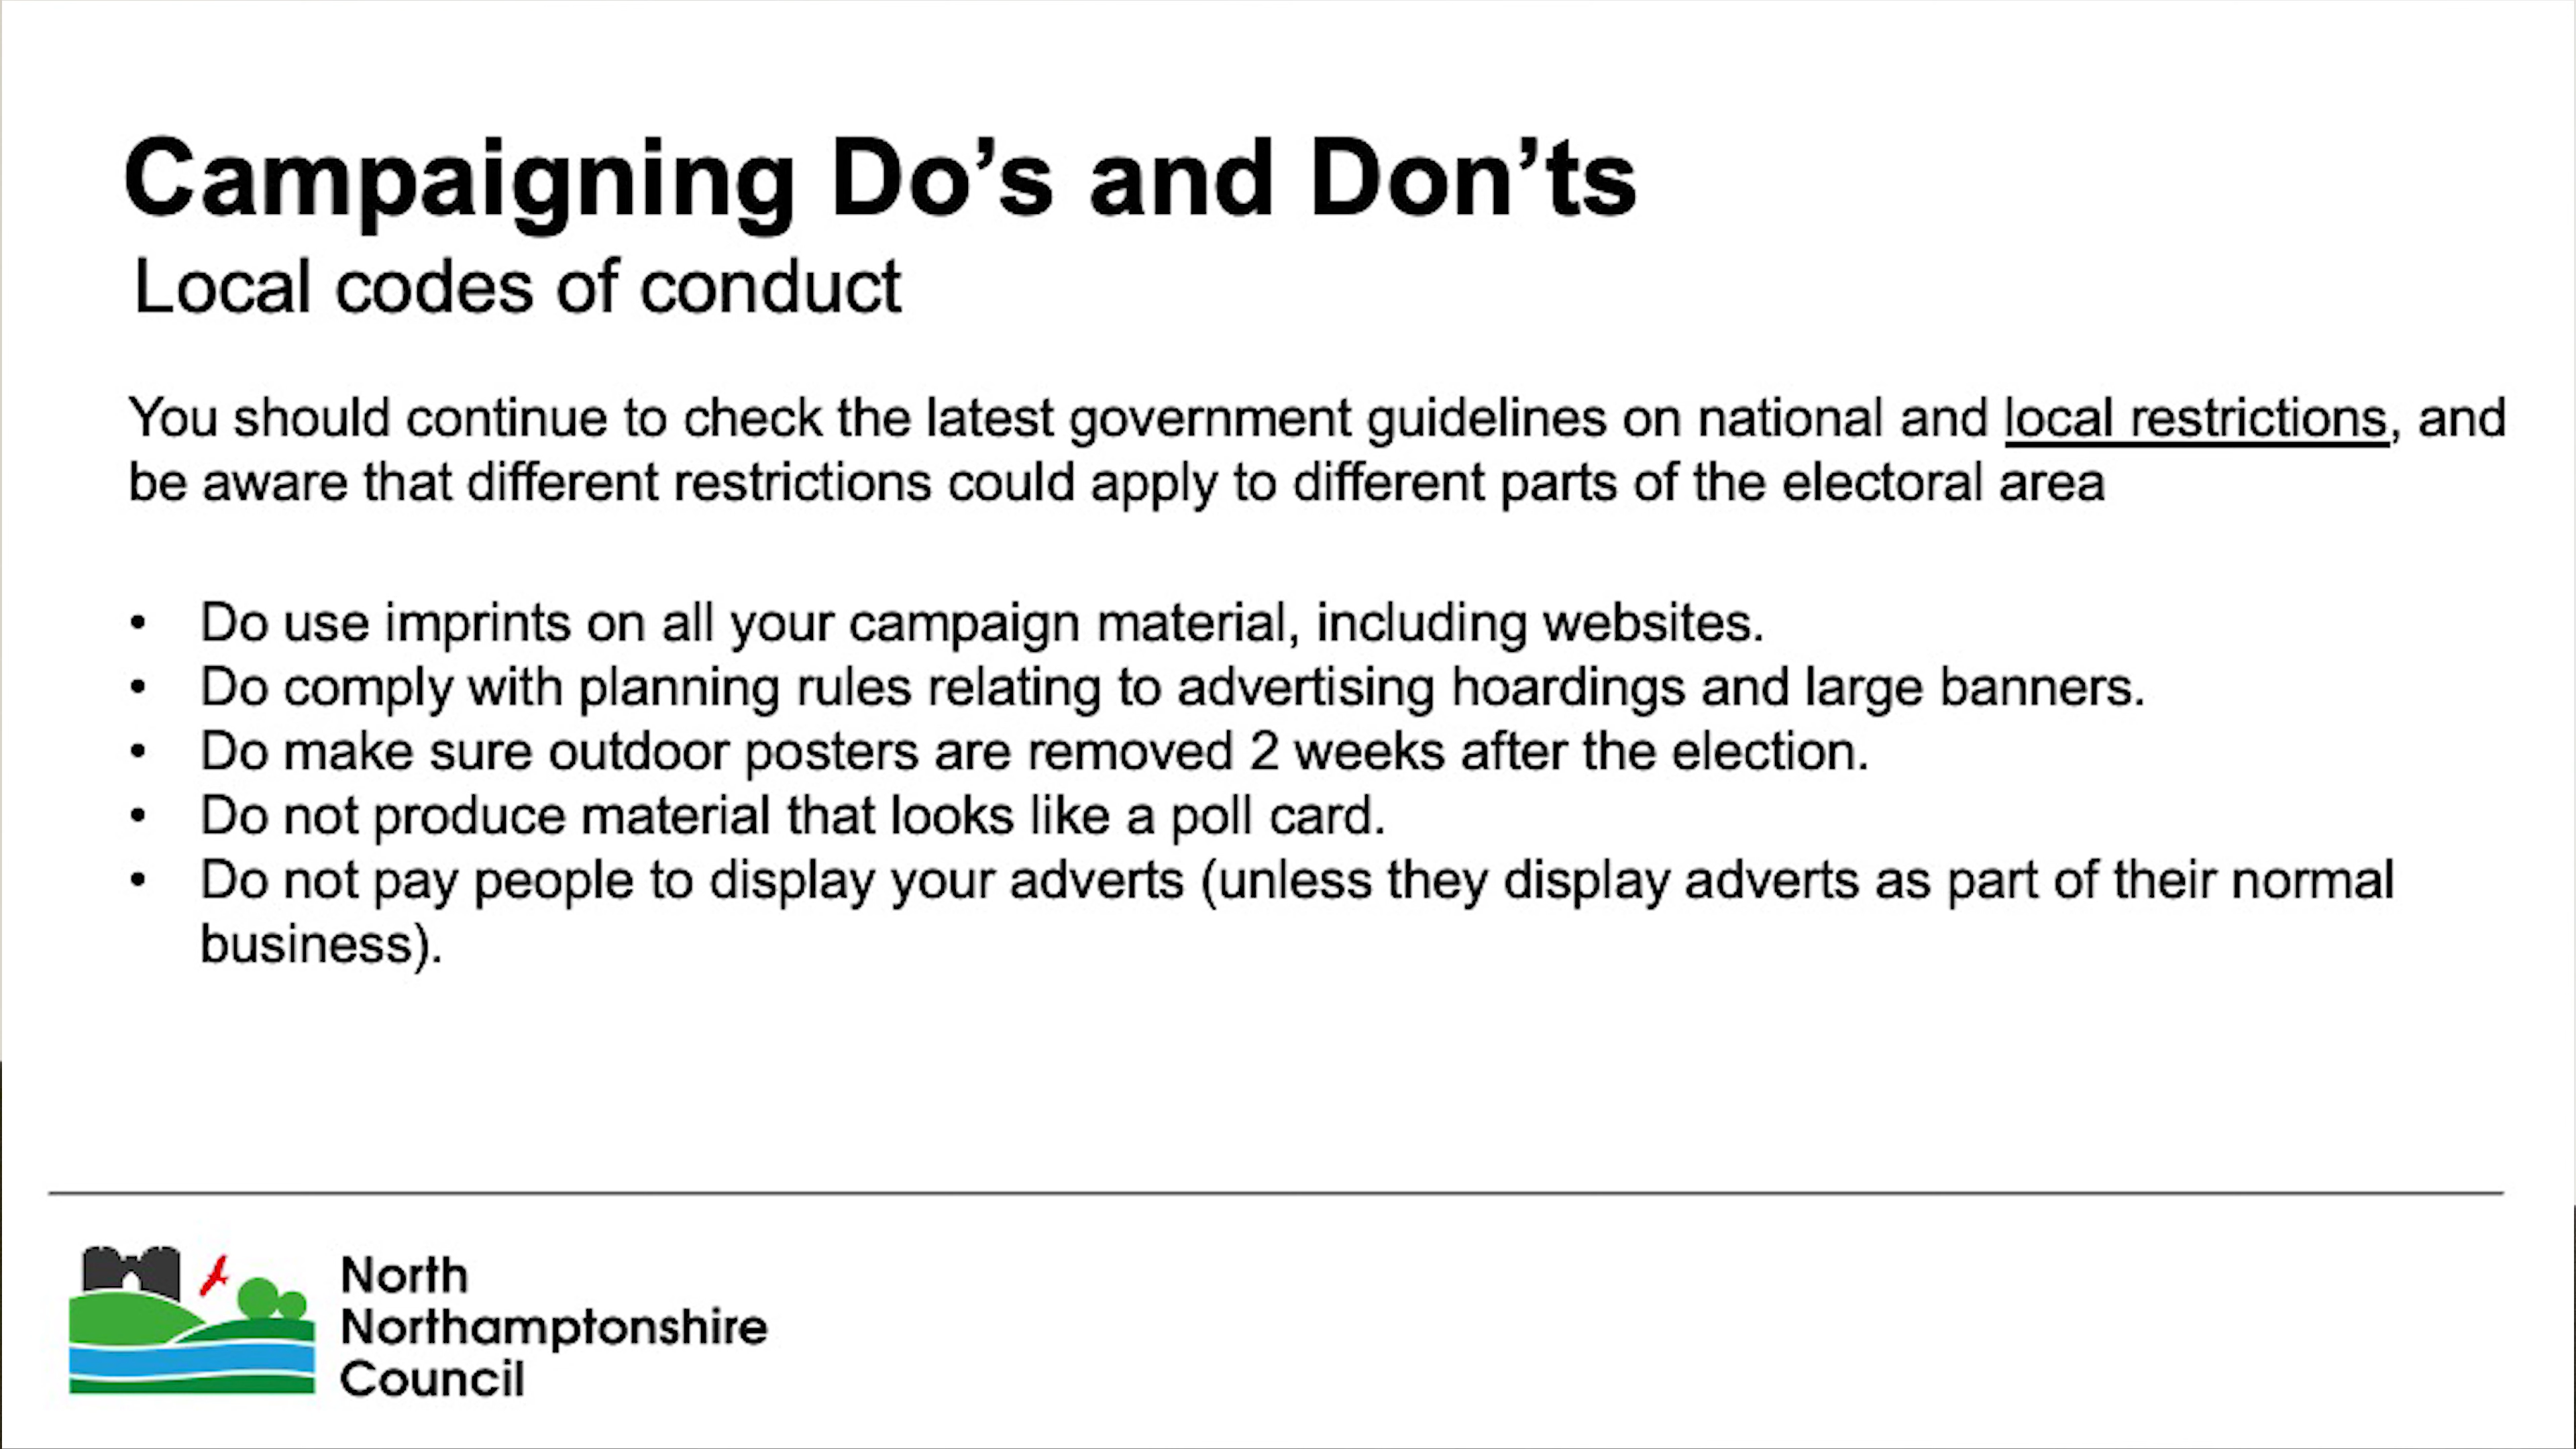 Campaigning Do’s and Don’ts
Local codes of conduct
You should continue to check the latest government guidelines on national and local restrictions, and
be aware that different restrictions could apply to different parts of the electoral area
• Do use imprints on all your campaign material, including websites.
• Do comply with planning rules relating to advertising hoardings and large banners.
• Do make sure outdoor posters are removed 2 weeks after the election.
• Do not produce material that looks like a poll card.
• Do not pay people to display your adverts (unless they display adverts as part of their normal
business).
North
Northamptonshire
Council